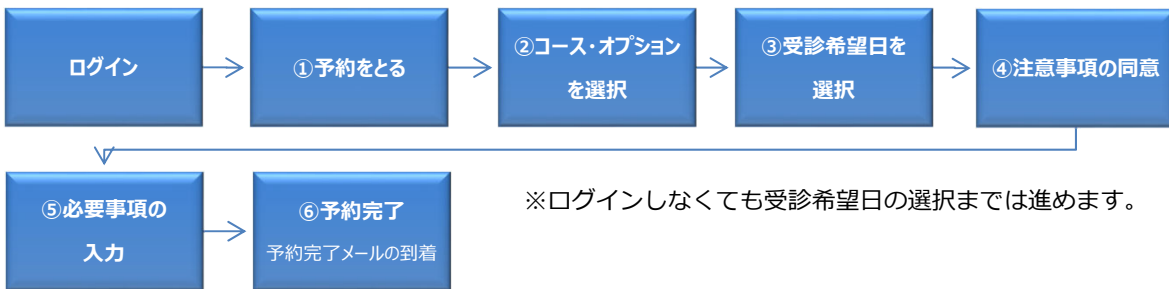 ログイン
①予約をとる
②コース・オプション
を選択
③受診希望日を
選択
④注意事項の同意
⑤必要事項の
入力
⑥予約完了
予約完了メールの到着
※ログインしなくても受診希望日の選択までは進めます。